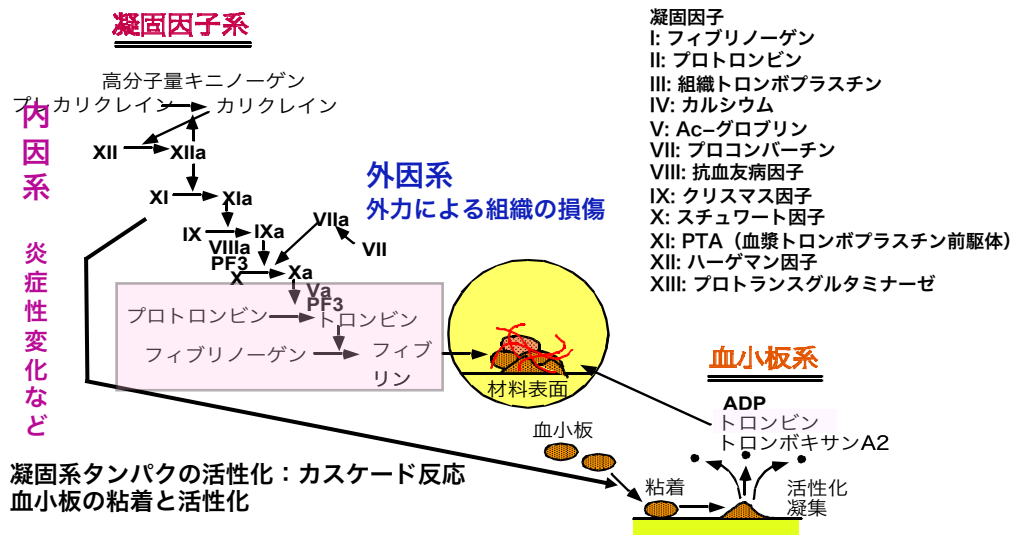 凝固因子系
高分子量キニノーゲン
プレカリクレイン
カリクレイン
内因系
XII
XIIa
XI
XIa
外因系
外力による組織の損傷
IX
IXa
VIIa
VII
VIIIa
PF3
X
Xa
Va
PF3
プロトロンビン
トロンビン
フィブリノーゲン
フィブ
リン
炎症性変化など
材料表面
凝固因子
I: フィブリノーゲン
II: プロトロンビン
III: 組織トロンボプラスチン
IV: カルシウム
V: Ac−グロブリン
VII: プロコンバーチン
VIII: 抗血友病因子
IX: クリスマス因子
X: スチュワート因子
XI: PTA（血漿トロンボプラスチン前駆体）
XII: ハーゲマン因子
XIII: プロトランスグルタミナーゼ
血小板系
ADP
トロンビン
トロンボキサンA2
血小板
粘着
活性化
凝集
凝固系タンパクの活性化：カスケード反応
血小板の粘着と活性化